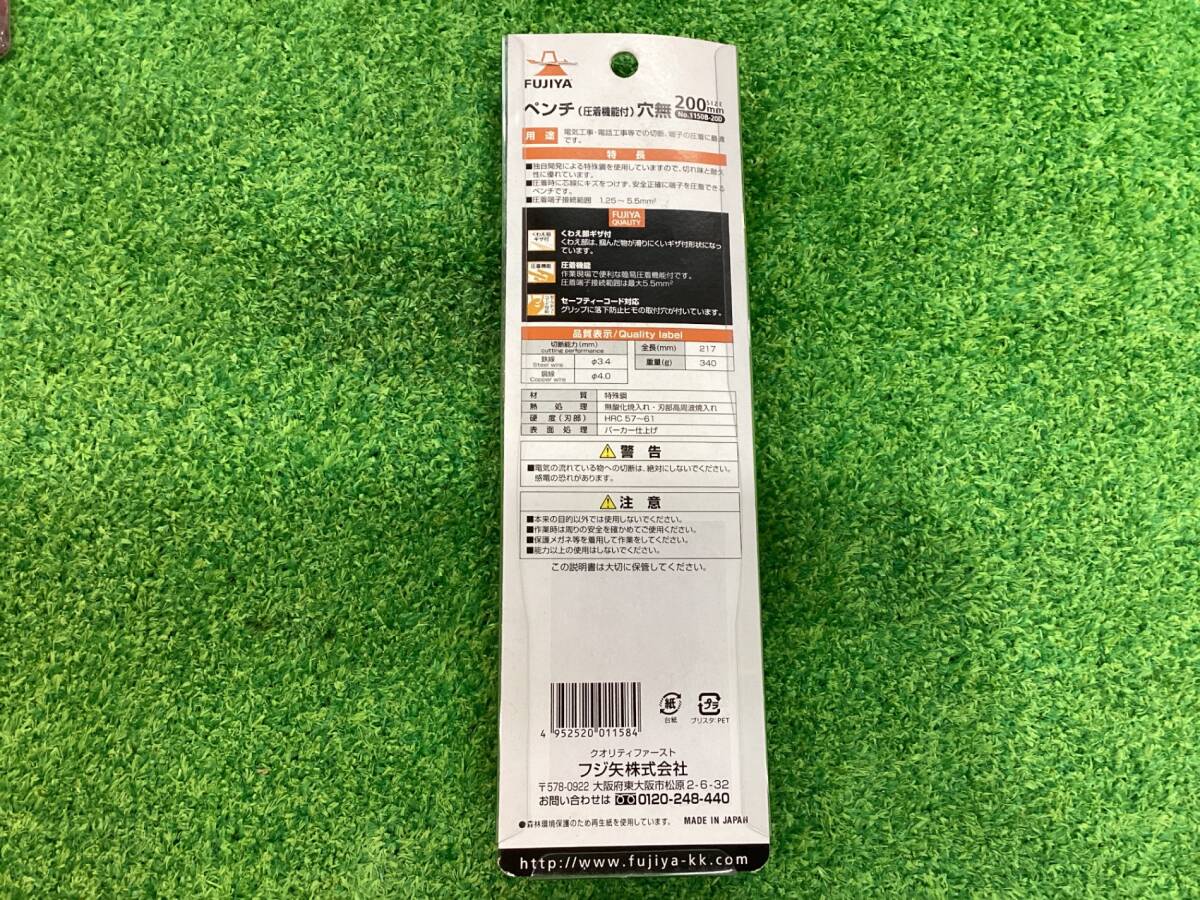 FUJIYA
ペンチ(圧着機能付)穴無 200mm SIZE
No.1150B-200
用途 電気工事・電話工事等での切断、端子の圧着に最適
です。
特長
■独自開発による特殊鋼を使用していますので、切れ味と耐久
性に優れています。
■圧着時に芯線にキズをつけず、安全正確に端子を圧着できる
ペンチです。
■圧着端子接続範囲 1.25~5.5mm²
FUJIYA
QUALITY
くわえ部
ギザ付
くわえ部ギザ付
くわえ部は、掴んだ物が滑りにくいギザ付形状になっ
ています。
圧着機能
圧着機能
作業現場で便利な簡易圧着機能付です。
圧着端子接続範囲は最大5.5mm²
セーフティーコード対応
グリップに落下防止ヒモの取付穴が付いています。
品質表示/Quality label
切断能力(mm)
cutting performance
鉄線
Steel wire
φ3.4
銅線
Copper wire
φ4.0
全長(mm) 217
重量(g) 340
材質 特殊鋼
熱処理 無酸化焼入れ・刃部高周波焼入れ
硬度(刃部) HRC 57~61
表面処理 パーカー仕上げ
警告
■電気の流れている物への切断は、絶対にしないでください。
感電の恐れがあります。
注意
■本来の目的以外では使用しないでください。
■作業時は周りの安全を確かめてご使用ください。
■保護メガネ等を着用して作業をしてください。
■能力以上の使用はしないでください。
この説明書は大切に保管してください。
4 952520 011584
紙
台紙
プラ
ブリスタ:PET
クオリティファースト
フジ矢株式会社
〒578-0922 大阪府東大阪市松原2-6-32
お問い合わせは 0120-248-440
●森林環境保護のため再生紙を使用しています。 MADE IN JAPAN
http://www.fujiya-kk.com